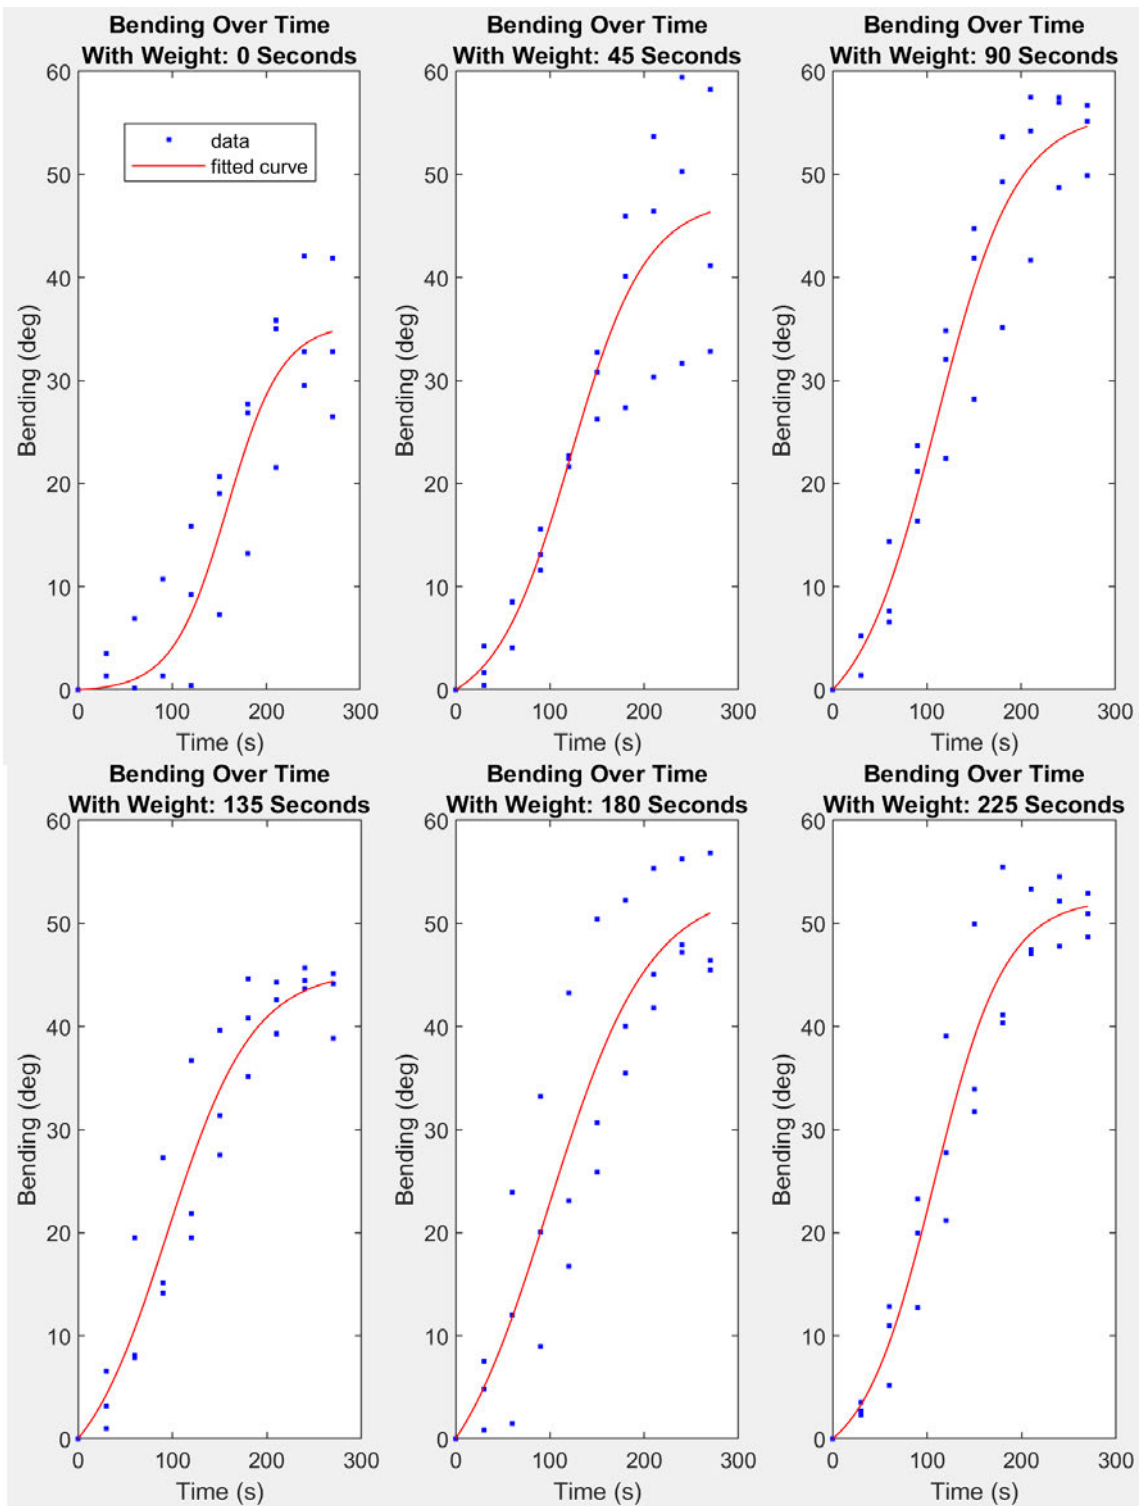 Bending Over Time
With Weight: 0 Seconds
60
50
40
30
20
10
0
Bending (deg)
data
fitted curve
0 100 200 300
Time (s)
Bending Over Time
With Weight: 45 Seconds
60
50
40
30
20
10
0
Bending (deg)
0 100 200 300
Time (s)
Bending Over Time
With Weight: 90 Seconds
60
50
40
30
20
10
0
Bending (deg)
0 100 200 300
Time (s)
Bending Over Time
With Weight: 135 Seconds
60
50
40
30
20
10
0
Bending (deg)
0 100 200 300
Time (s)
Bending Over Time
With Weight: 180 Seconds
60
50
40
30
20
10
0
Bending (deg)
0 100 200 300
Time (s)
Bending Over Time
With Weight: 225 Seconds
60
50
40
30
20
10
0
Bending (deg)
0 100 200 300
Time (s)